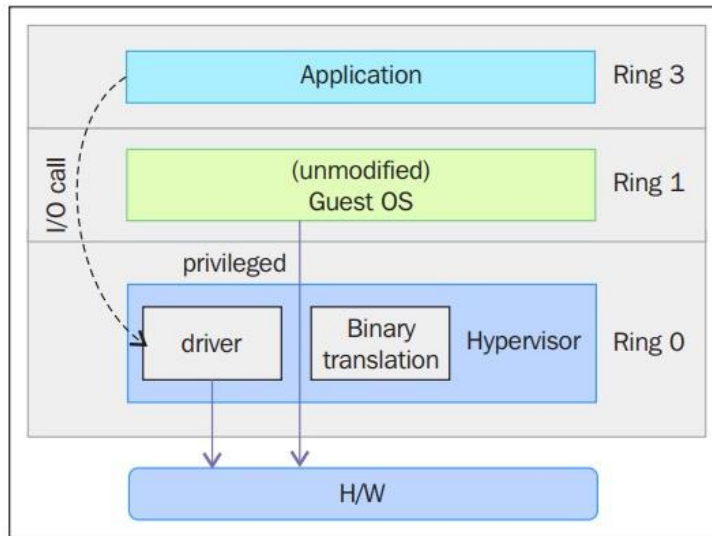 Application
Ring 3
I/O call
(unmodified)
Guest OS
Ring 1
privileged
driver
Binary
translation
Hypervisor
Ring 0
H/W